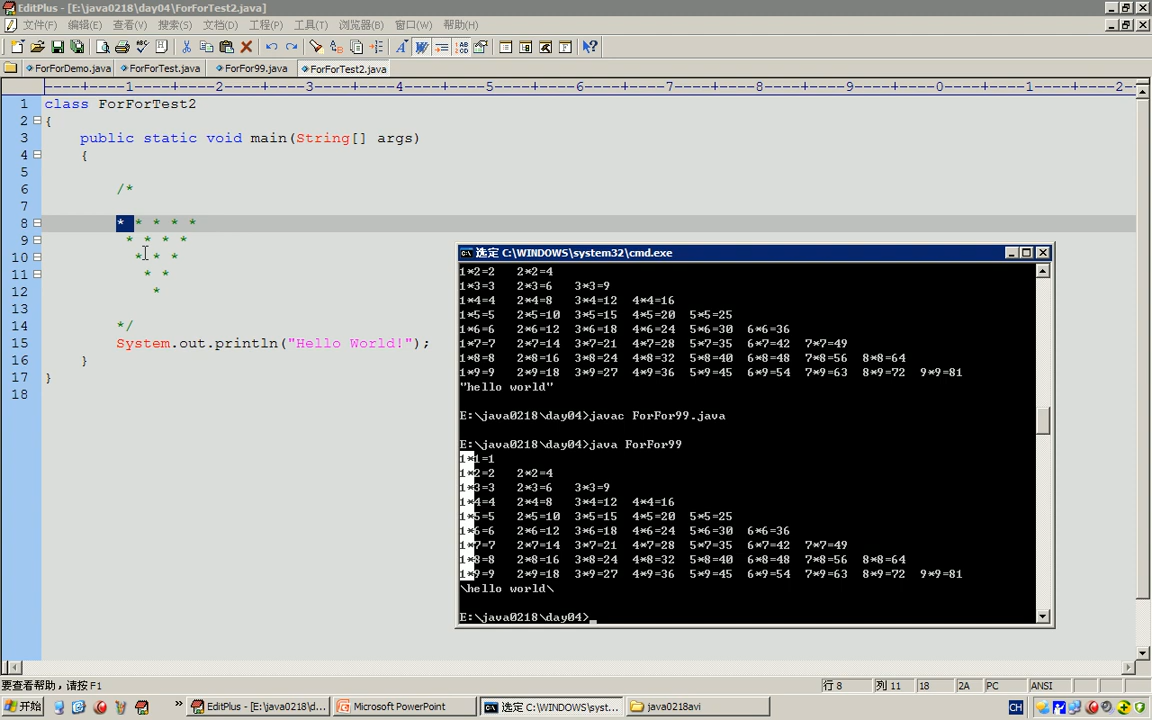 EditPlus - [E:\java0218\day04\ForForTest2.java]
文件(F) 编辑(E) 查看(V) 搜索(S) 文档(D) 工程(P) 工具(T) 浏览器(B) 窗口(W) 帮助(H)
ForForDemo.java ForForTest.java ForFor99.java ForForTest2.java
----+----1----+----2----+----3----+----4----+----5----+----6----+----7----+----8----+----9----+----0----+----1----+----2--
1 class ForForTest2
2 {
3 public static void main(String[] args)
4 {
5
6 /*
7
8 * * * * *
9 * * * *
10 * * *
11 * *
12 *
13
14 */
15 System.out.println("Hello World!");
16 }
17 }
18
选定 C:\WINDOWS\system32\cmd.exe
1*2=2 2*2=4
1*3=3 2*3=6 3*3=9
1*4=4 2*4=8 3*4=12 4*4=16
1*5=5 2*5=10 3*5=15 4*5=20 5*5=25
1*6=6 2*6=12 3*6=18 4*6=24 5*6=30 6*6=36
1*7=7 2*7=14 3*7=21 4*7=28 5*7=35 6*7=42 7*7=49
1*8=8 2*8=16 3*8=24 4*8=32 5*8=40 6*8=48 7*8=56 8*8=64
1*9=9 2*9=18 3*9=27 4*9=36 5*9=45 6*9=54 7*9=63 8*9=72 9*9=81
"hello world"
E:\java0218\day04>javac ForFor99.java
E:\java0218\day04>java ForFor99
1*1=1
1*2=2 2*2=4
1*3=3 2*3=6 3*3=9
1*4=4 2*4=8 3*4=12 4*4=16
1*5=5 2*5=10 3*5=15 4*5=20 5*5=25
1*6=6 2*6=12 3*6=18 4*6=24 5*6=30 6*6=36
1*7=7 2*7=14 3*7=21 4*7=28 5*7=35 6*7=42 7*7=49
1*8=8 2*8=16 3*8=24 4*8=32 5*8=40 6*8=48 7*8=56 8*8=64
1*9=9 2*9=18 3*9=27 4*9=36 5*9=45 6*9=54 7*9=63 8*9=72 9*9=81
\hello world\
E:\java0218\day04>
要查看帮助，请按 F1 行 8 列 11 18 2A PC ANSI
开始 EditPlus - [E:\java0218\d... Microsoft PowerPoint 选定 C:\WINDOWS\syst... java0218avi CH